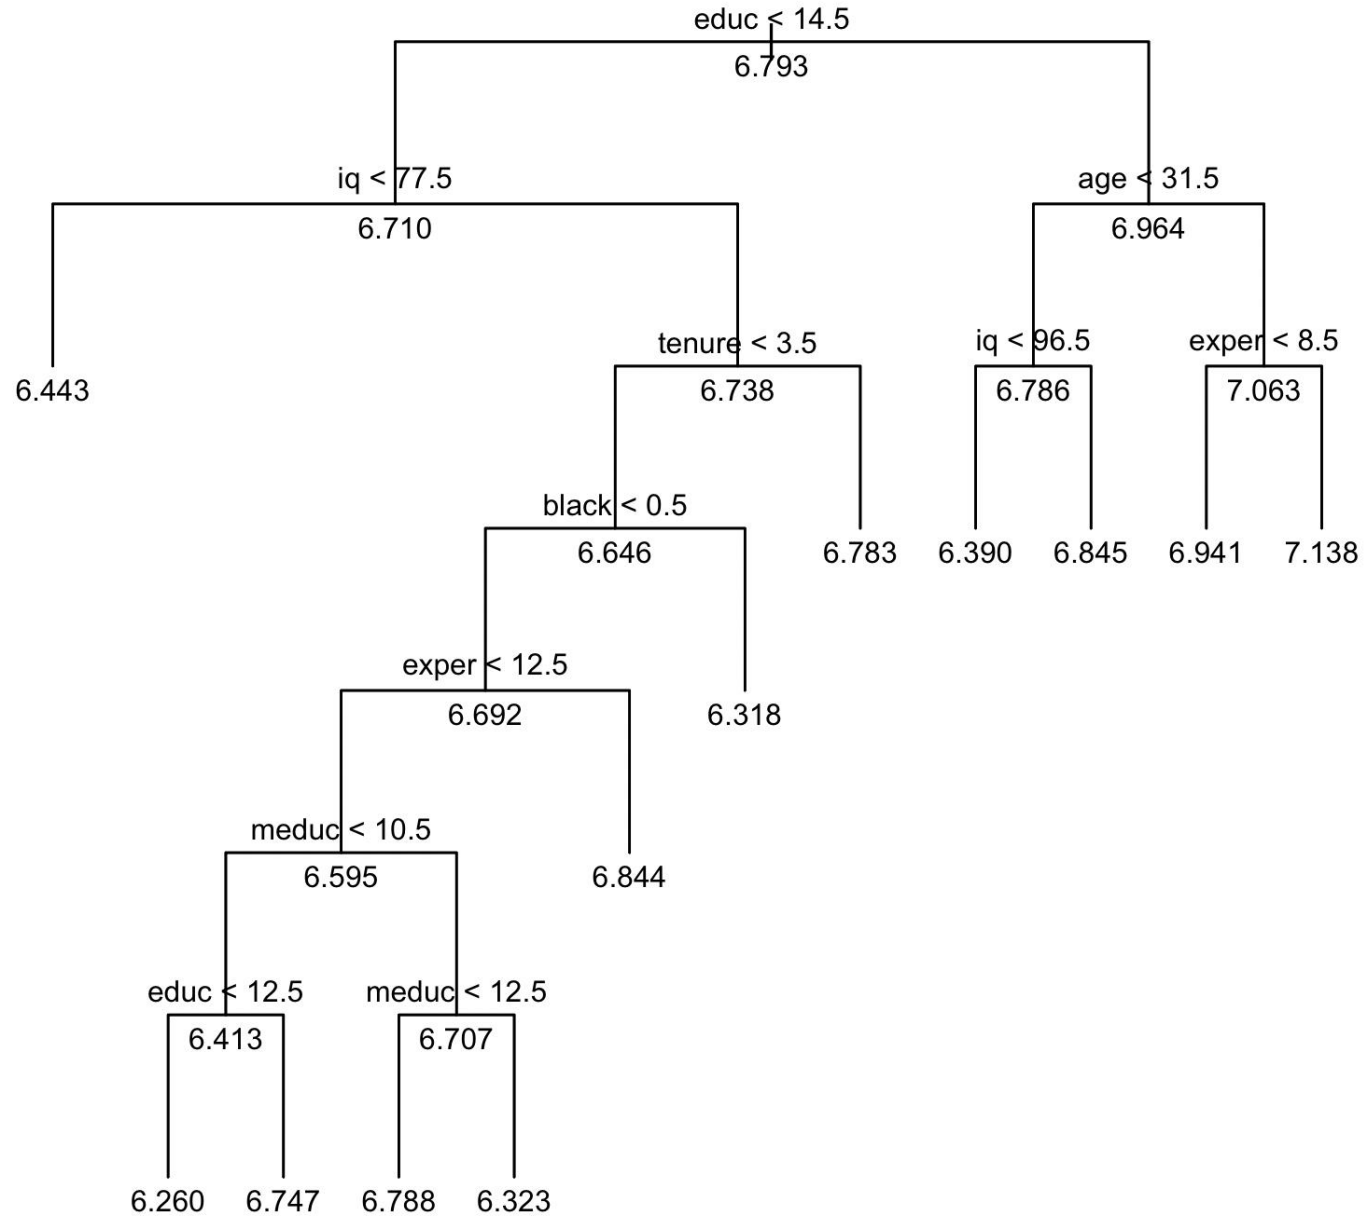 educ < 14.5
6.793
iq < 77.5
age < 31.5
6.710
6.964
tenure < 3.5
iq < 96.5
exper < 8.5
6.443
6.738
6.786
7.063
black < 0.5
6.646
6.783
6.390
6.845
6.941
7.138
exper < 12.5
6.692
6.318
meduc < 10.5
6.595
6.844
educ < 12.5
meduc < 12.5
6.413
6.707
6.260
6.747
6.788
6.323